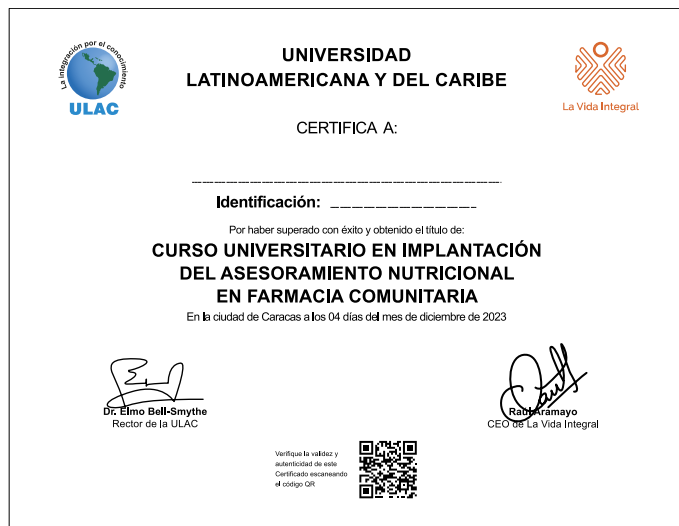 La integración por el conocimiento
ULAC
UNIVERSIDAD
LATINOAMERICANA Y DEL CARIBE
La Vida Integral
CERTIFICA A:
Identificación:
Por haber superado con éxito y obtenido el título de:
CURSO UNIVERSITARIO EN IMPLANTACIÓN
DEL ASESORAMIENTO NUTRICIONAL
EN FARMACIA COMUNITARIA
En la ciudad de Caracas a los 04 días del mes de diciembre de 2023
Dr. Elmo Bell-Smythe
Rector de la ULAC
Raúl Aramayo
CEO de La Vida Integral
Verifique la validez y
autenticidad de este
Certificado escaneando
el código QR